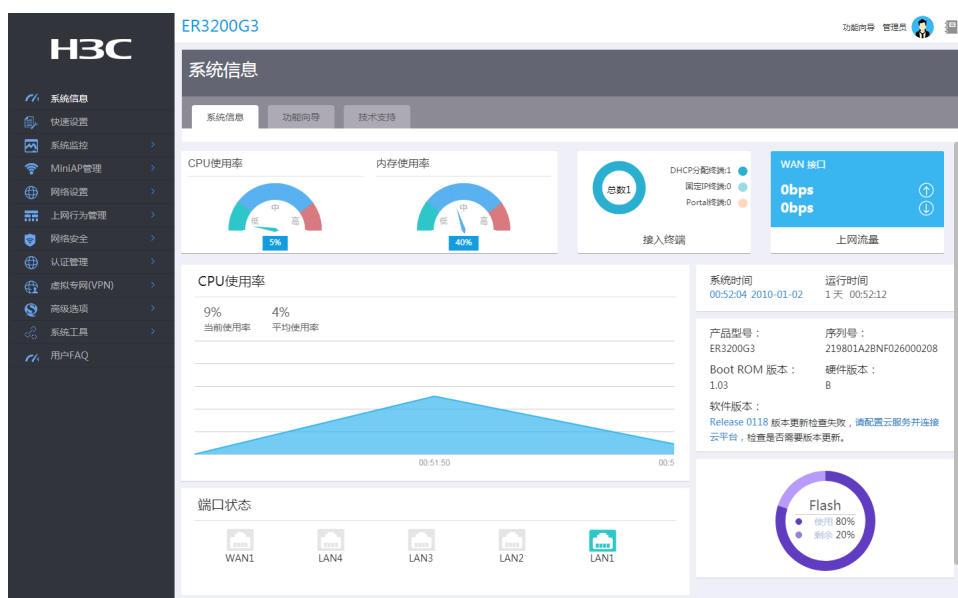 H3C
系统信息
快速设置
系统监控
MiniAP管理
网络设置
上网行为管理
网络安全
认证管理
虚拟专网(VPN)
高级选项
系统工具
用户FAQ
ER3200G3
功能向导 管理员
系统信息
系统信息 功能向导 技术支持
CPU使用率
低 中 高
5%
内存使用率
低 中 高
40%
总数1
DHCP分配终端:1
固定IP终端:0
Portal终端:0
接入终端
WAN 接口
0bps
0bps
上网流量
CPU使用率
9% 4%
当前使用率 平均使用率
00:51:50 00:5
端口状态
WAN1 LAN4 LAN3 LAN2 LAN1
系统时间 运行时间
00:52:04 2010-01-02 1 天 00:52:12
产品型号： 序列号：
ER3200G3 219801A2BNF026000208
Boot ROM 版本： 硬件版本：
1.03 B
软件版本：
Release 0118 版本更新检查失败，请配置云服务并连接
云平台，检查是否需要版本更新。
Flash
使用 80%
剩余 20%